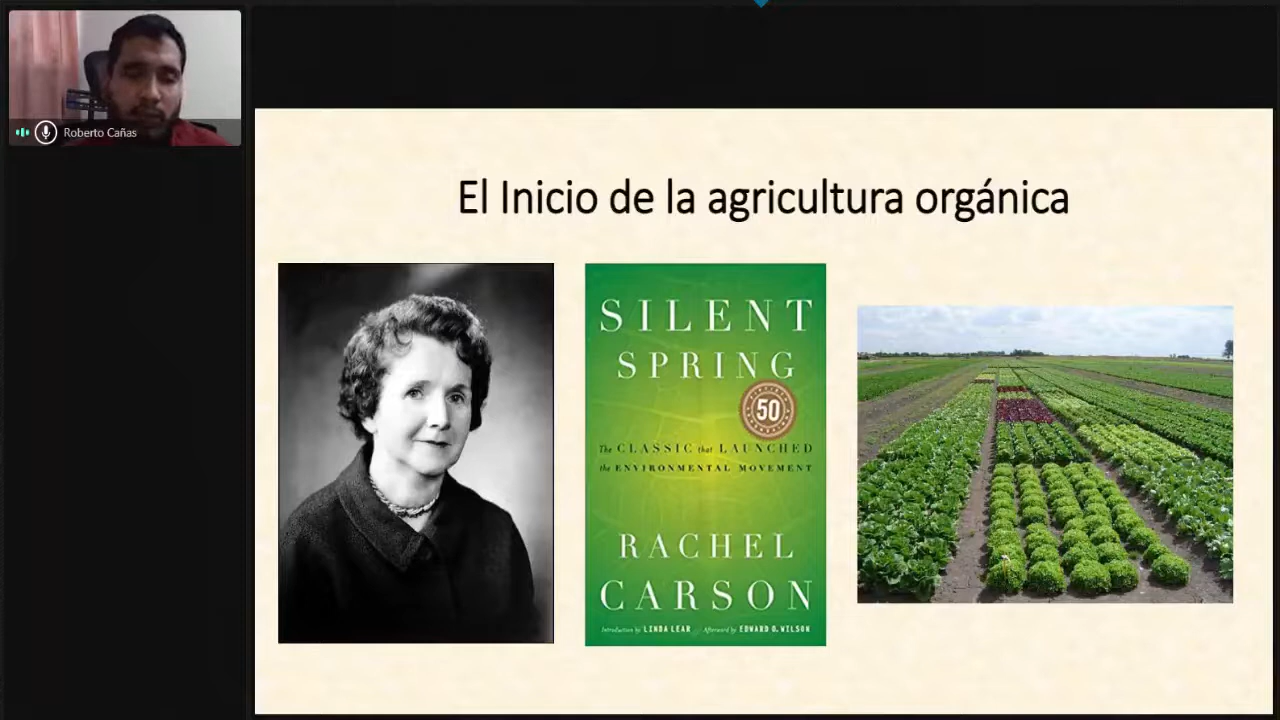 Roberto Cañas
El Inicio de la agricultura orgánica
SILENT
SPRING
50
The CLASSIC that LAUNCHED
the ENVIRONMENTAL MOVEMENT
RACHEL
CARSON
Introduction by LINDA LEAR Afterword by EDWARD O. WILSON